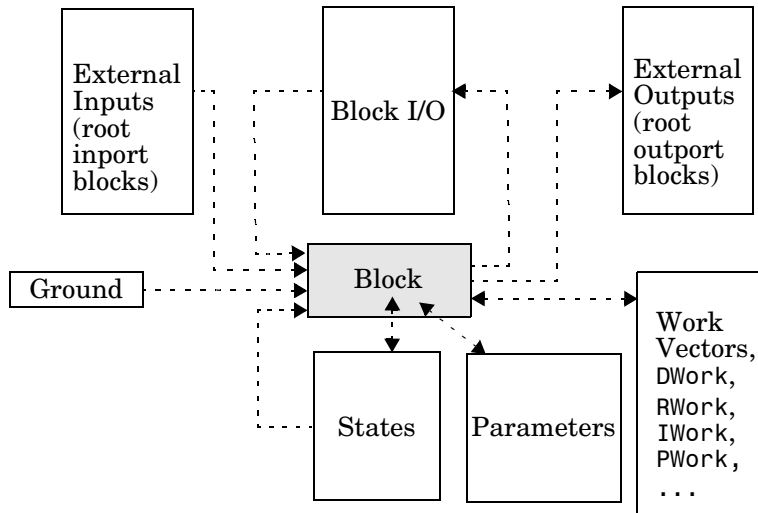 External
Inputs
(root
inport
blocks)
Block I/O
External
Outputs
(root
outport
blocks)
Ground
Block
States
Parameters
Work
Vectors,
DWork,
RWork,
IWork,
PWork,
...